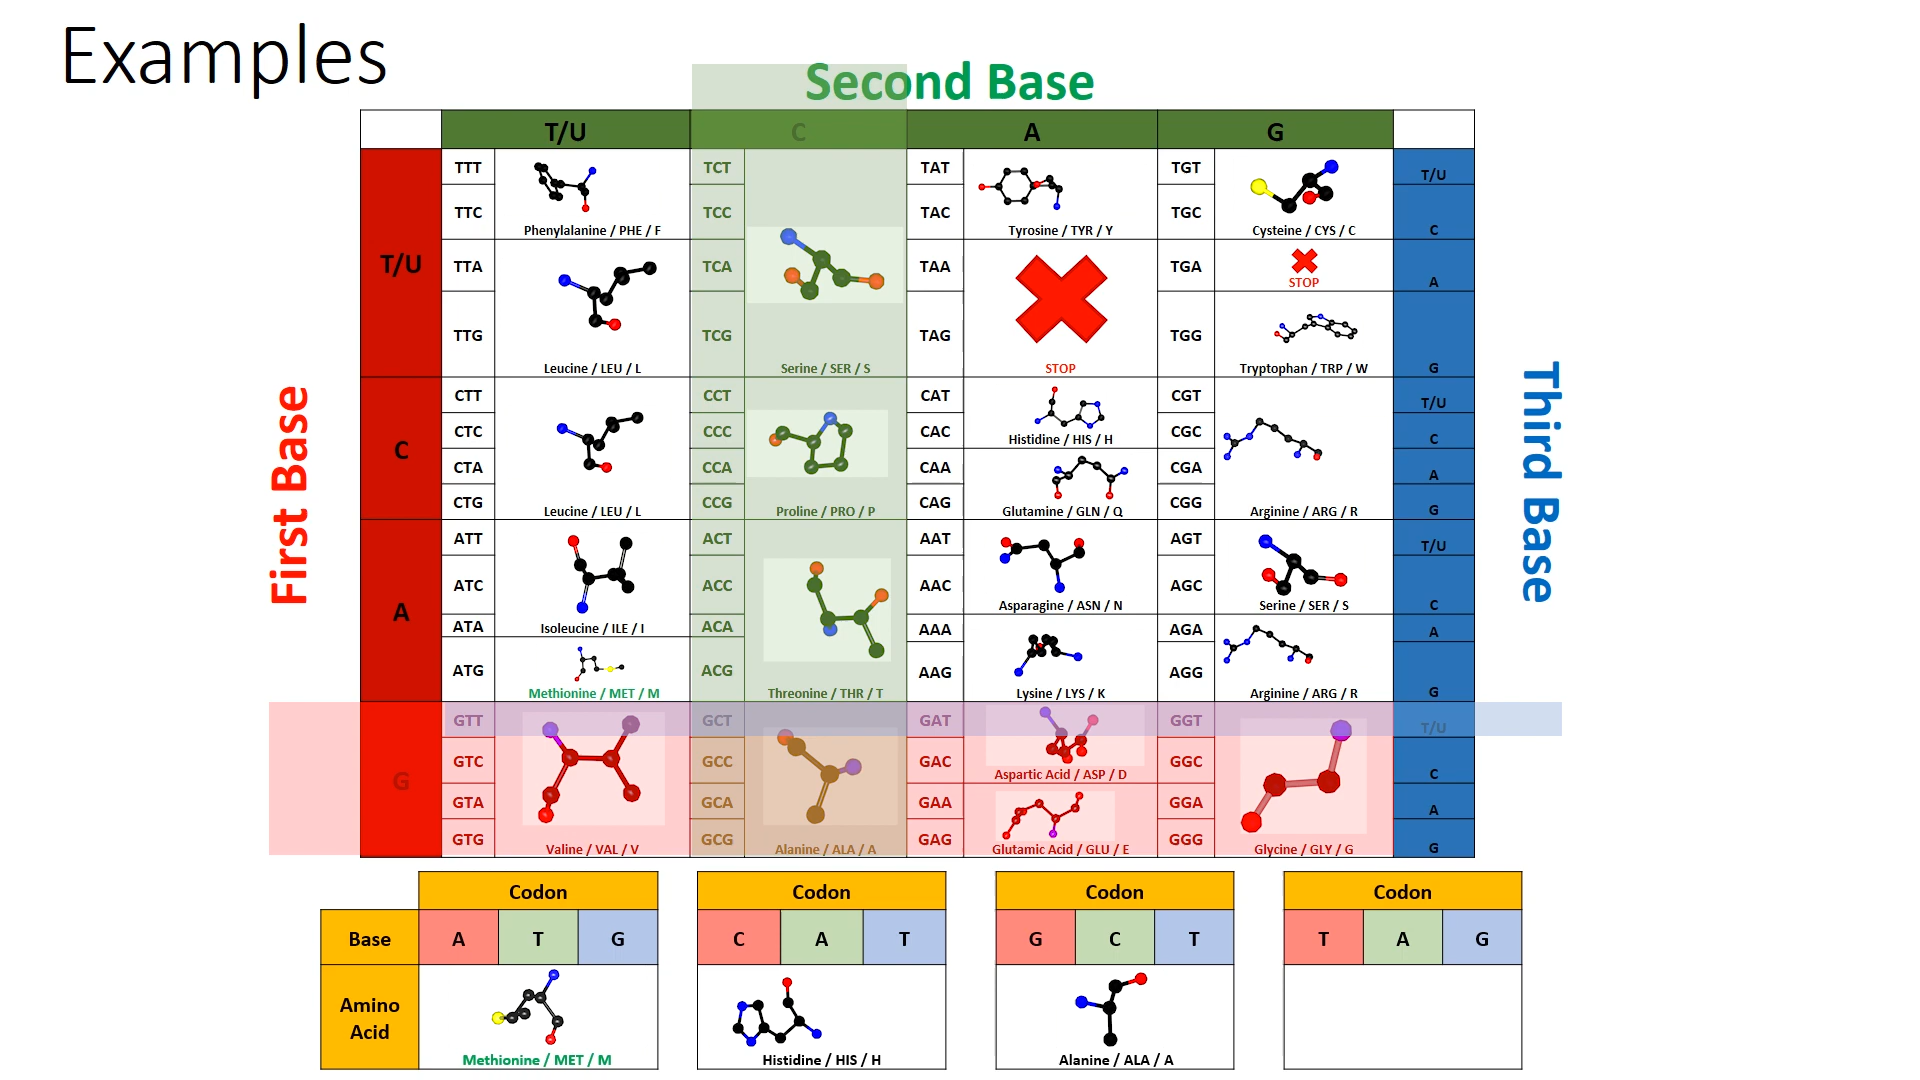 Examples
Second Base
T/U C A G
First Base
Third Base
T/U
TTT
TTC
Phenylalanine / PHE / F
TTA
TTG
Leucine / LEU / L
TCT
TCC
TCA
TCG
Serine / SER / S
TAT
TAC
Tyrosine / TYR / Y
TAA
TAG
STOP
TGT
TGC
Cysteine / CYS / C
TGA
STOP
TGG
Tryptophan / TRP / W
T/U
C
A
G
C
CTT
CTC
CTA
CTG
Leucine / LEU / L
CCT
CCC
CCA
CCG
Proline / PRO / P
CAT
CAC
Histidine / HIS / H
CAA
CAG
Glutamine / GLN / Q
CGT
CGC
CGA
CGG
Arginine / ARG / R
T/U
C
A
G
A
ATT
ATC
ATA
Isoleucine / ILE / I
ATG
Methionine / MET / M
ACT
ACC
ACA
ACG
Threonine / THR / T
AAT
AAC
Asparagine / ASN / N
AAA
AAG
Lysine / LYS / K
AGT
AGC
Serine / SER / S
AGA
AGG
Arginine / ARG / R
T/U
C
A
G
G
GTT
GTC
GTA
GTG
Valine / VAL / V
GCT
GCC
GCA
GCG
Alanine / ALA / A
GAT
GAC
Aspartic Acid / ASP / D
GAA
GAG
Glutamic Acid / GLU / E
GGT
GGC
GGA
GGG
Glycine / GLY / G
T/U
C
A
G
Codon Codon Codon Codon
Base A T G C A T G C T T A G
Amino
Acid
Methionine / MET / M
Histidine / HIS / H
Alanine / ALA / A